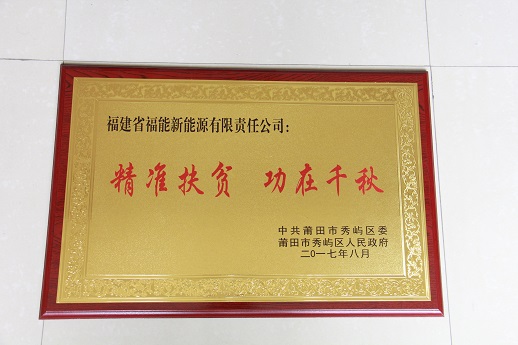 福建省福能新能源有限责任公司：
精准扶贫 功在千秋
中共莆田市秀屿区委
莆田市秀屿区人民政府
二0一七年八月